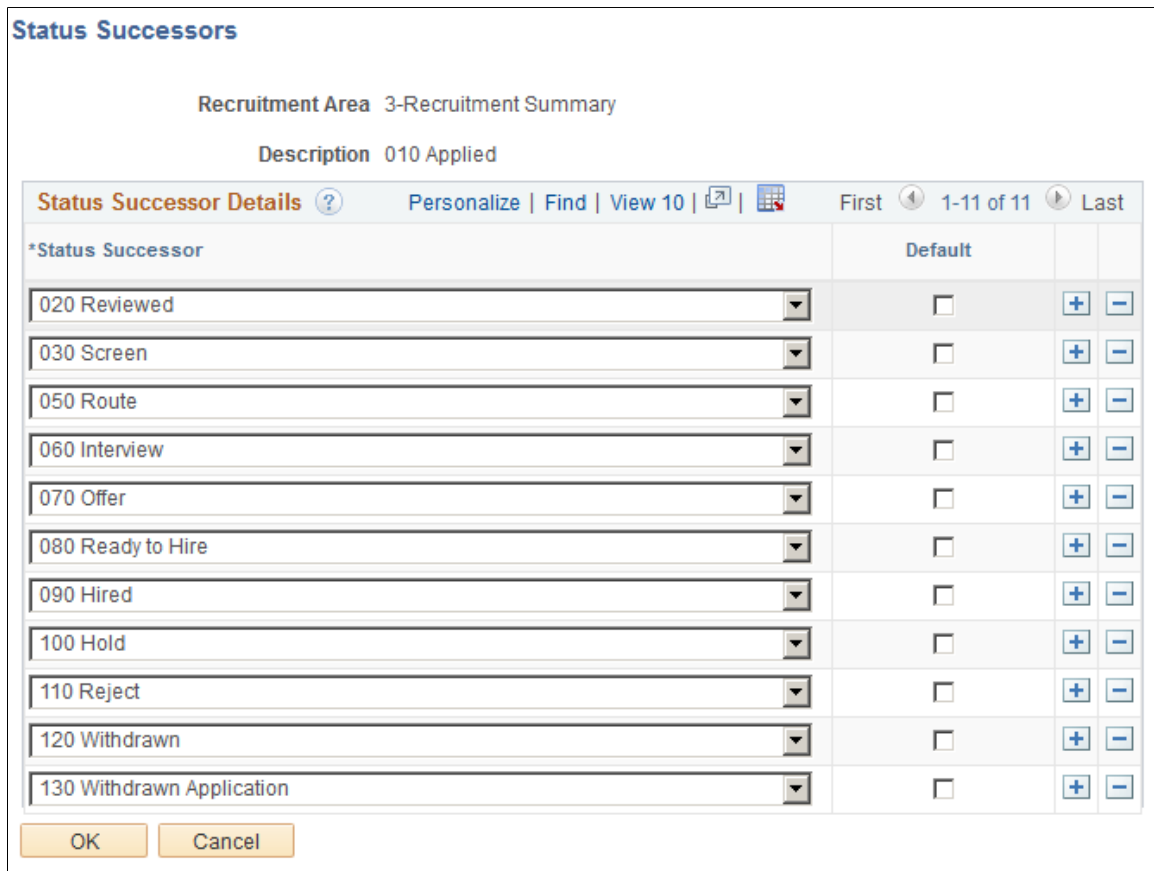 Status Successors
Recruitment Area 3-Recruitment Summary
Description 010 Applied
Status Successor Details ? Personalize | Find | View 10 | | First 1-11 of 11 Last
*Status Successor Default
020 Reviewed
030 Screen
050 Route
060 Interview
070 Offer
080 Ready to Hire
090 Hired
100 Hold
110 Reject
120 Withdrawn
130 Withdrawn Application
OK Cancel